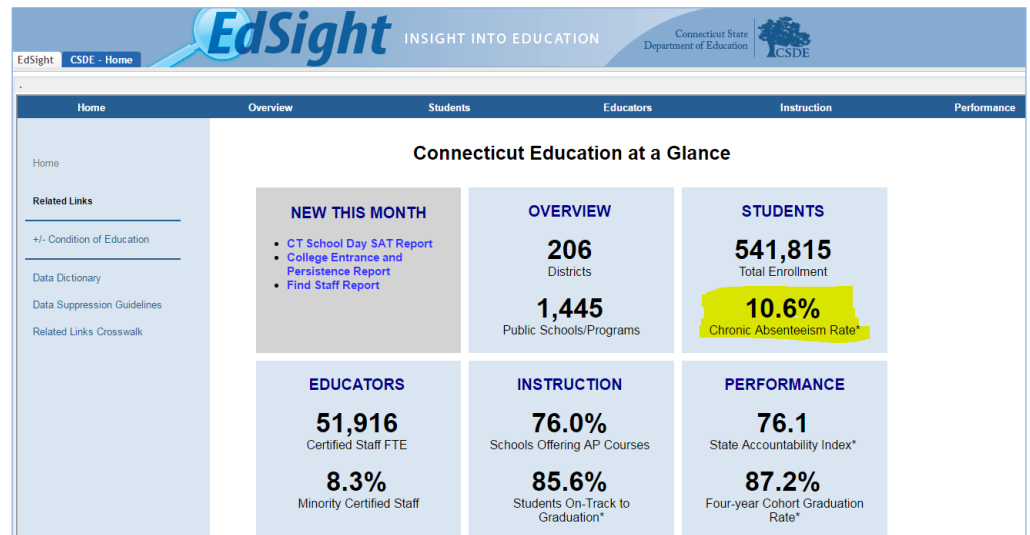 EdSight
INSIGHT INTO EDUCATION
Connecticut State
Department of Education
CSDE
EdSight
CSDE - Home
Home
Overview
Students
Educators
Instruction
Performance
Home
Related Links
+/- Condition of Education
Data Dictionary
Data Suppression Guidelines
Related Links Crosswalk
Connecticut Education at a Glance
NEW THIS MONTH
• CT School Day SAT Report
• College Entrance and
Persistence Report
• Find Staff Report
OVERVIEW
206
Districts
1,445
Public Schools/Programs
STUDENTS
541,815
Total Enrollment
10.6%
Chronic Absenteeism Rate*
EDUCATORS
51,916
Certified Staff FTE
8.3%
Minority Certified Staff
INSTRUCTION
76.0%
Schools Offering AP Courses
85.6%
Students On-Track to
Graduation*
PERFORMANCE
76.1
State Accountability Index*
87.2%
Four-year Cohort Graduation
Rate*